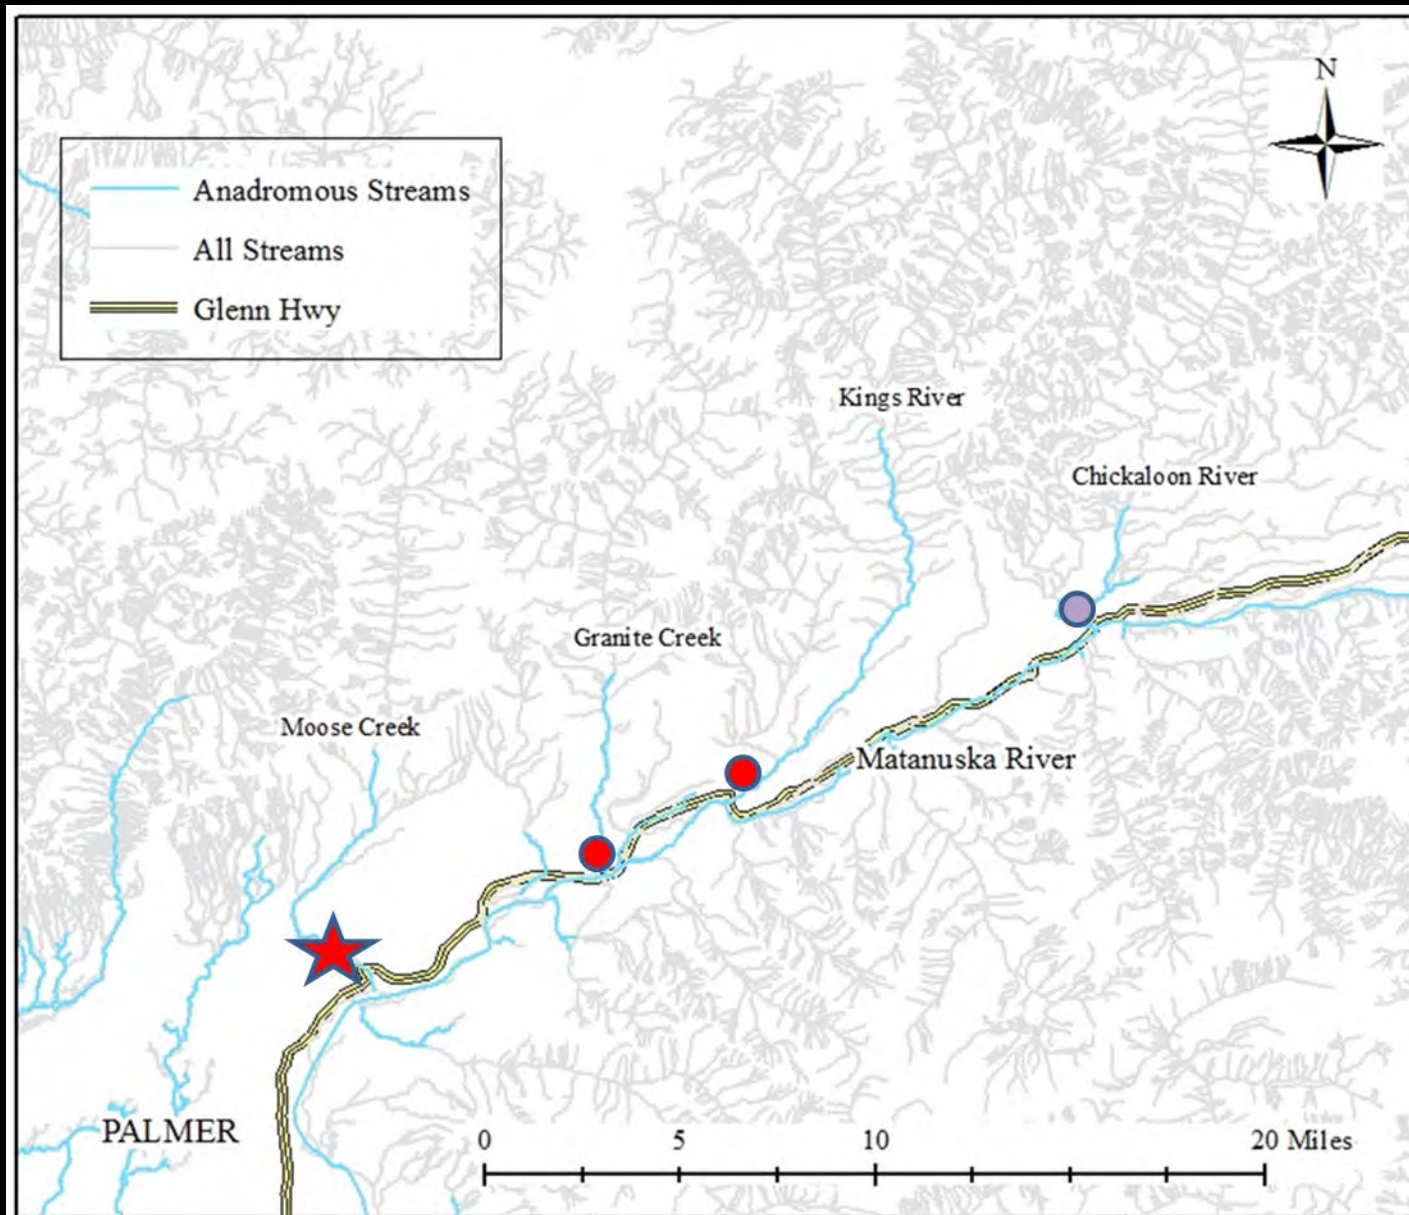 N
Anadromous Streams
All Streams
Glenn Hwy
Kings River
Chickaloon River
Granite Creek
Moose Creek
Matanuska River
PALMER
0 5 10 20 Miles